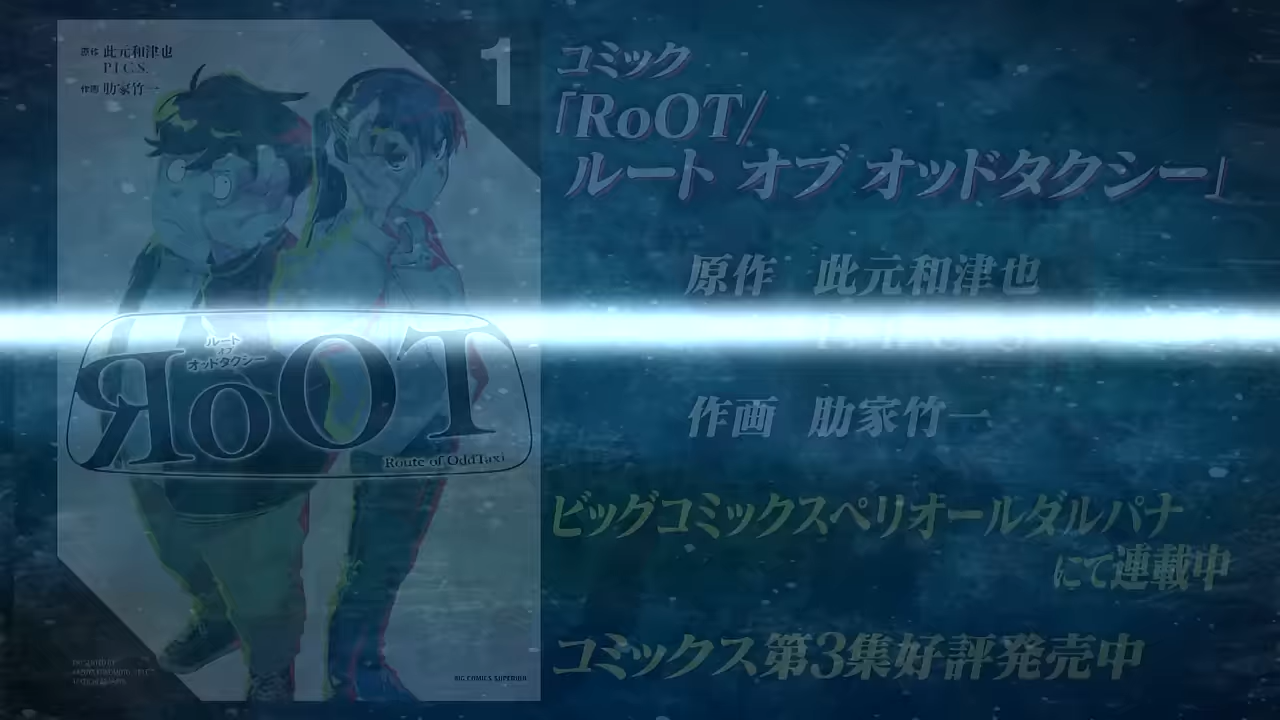 原作 此元和津也
P.I.C.S.
作画 肋家竹一
1
ルート
オブ
オッドタクシー
RoOT
Route of OddTaxi
BIG COMICS SUPERIOR
コミック
「RoOT/
ルート オブ オッドタクシー」
原作 此元和津也
作画 肋家竹一
ビッグコミックスペリオールダルパナ
にて連載中
コミックス第3集好評発売中